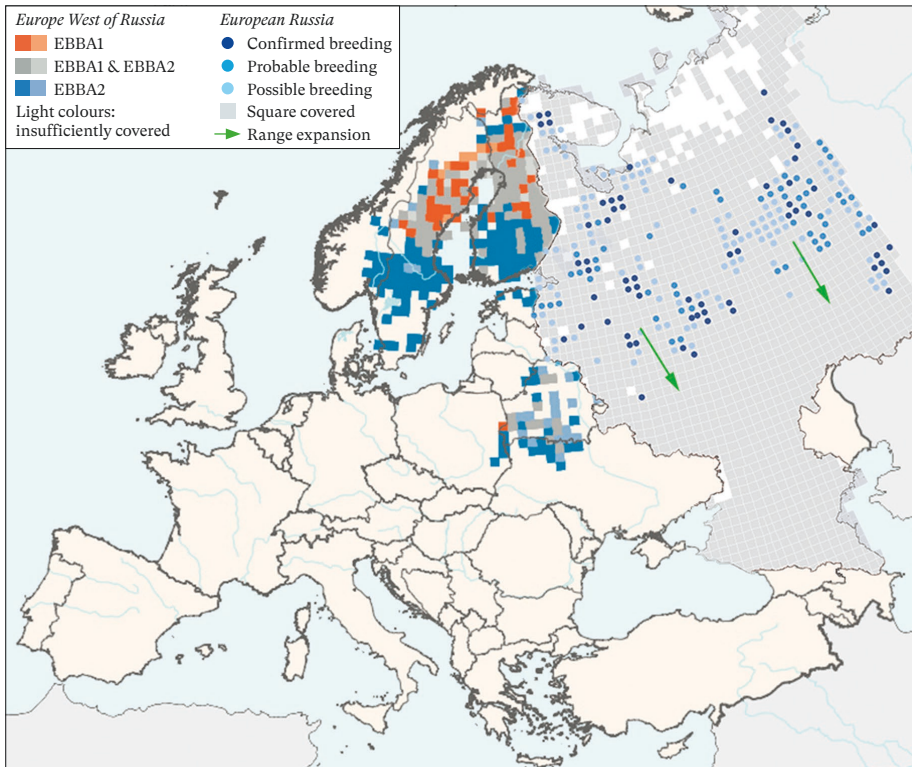 Europe West of Russia
EBBA1
EBBA1 & EBBA2
EBBA2
Light colours:
insufficiently covered
European Russia
Confirmed breeding
Probable breeding
Possible breeding
Square covered
Range expansion